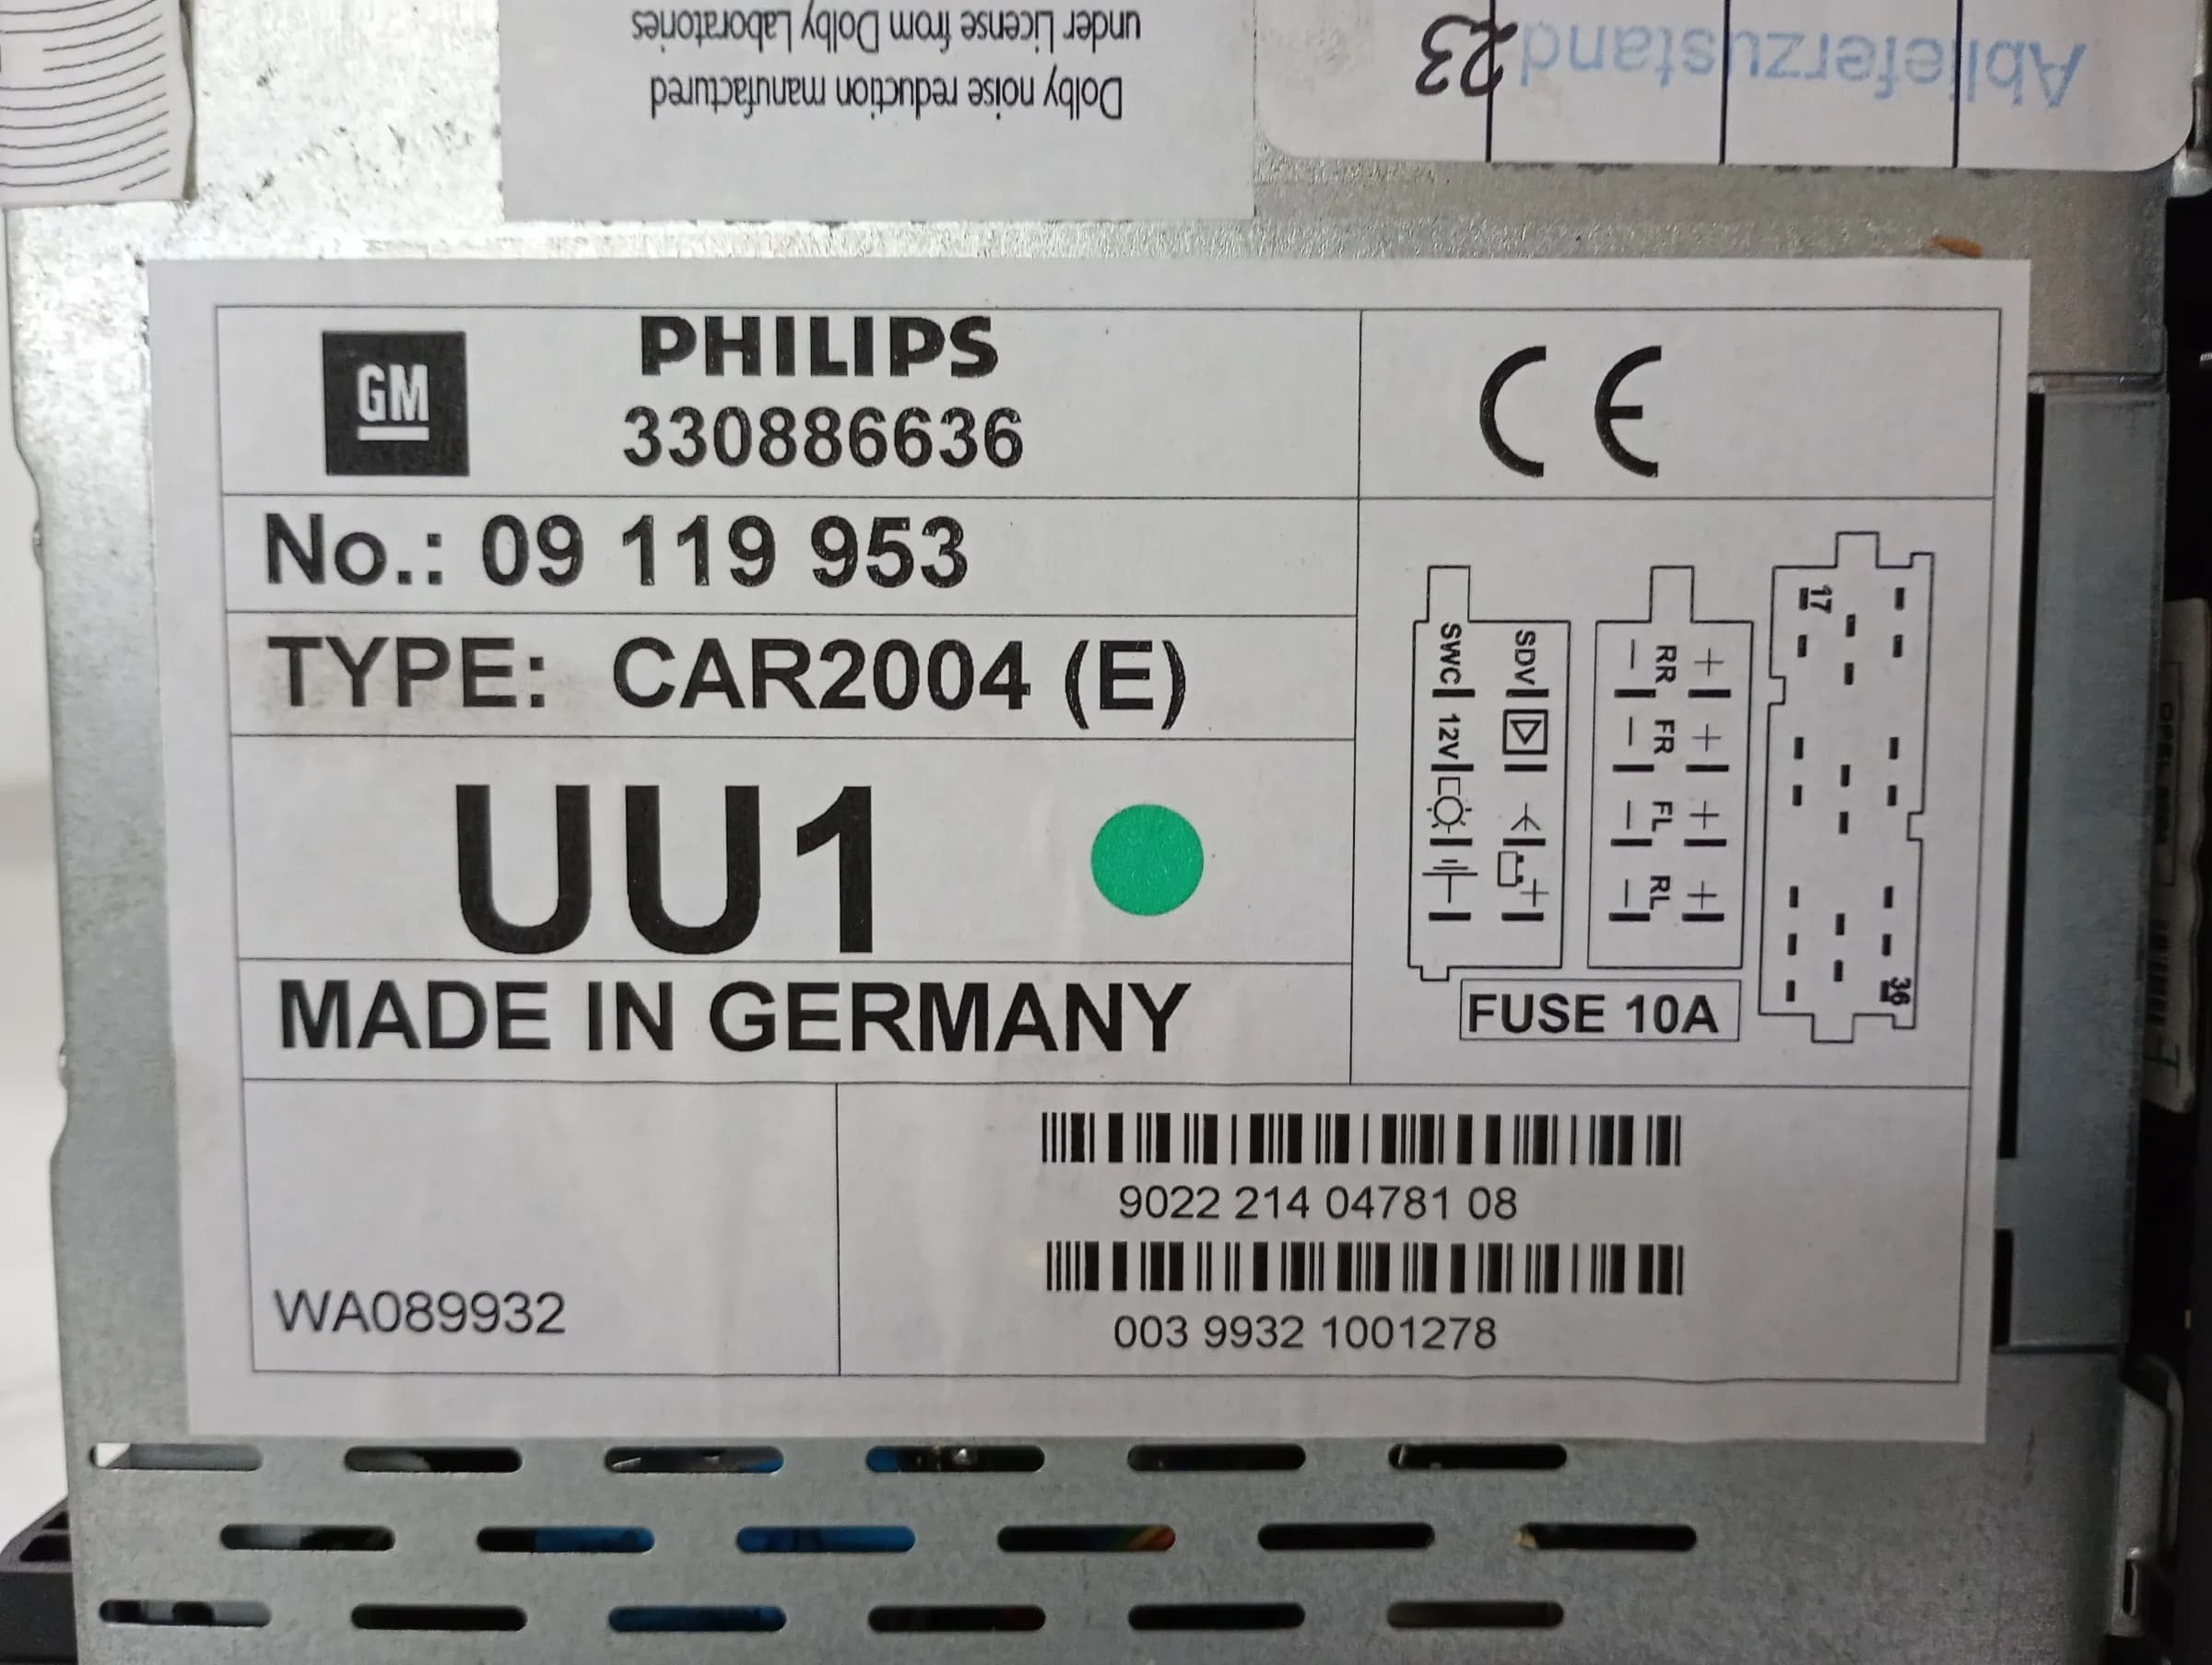 Dolby noise reduction manufactured
under License from Dolby Laboratories
Ablieferzustand
23
GM
PHILIPS
330886636
No.: 09 119 953
TYPE: CAR2004 (E)
UU1
MADE IN GERMANY
CE
SDV
SWC 12V
+ + + +
RR FR FL RL
- - - -
17
36
FUSE 10A
9022 214 04781 08
003 9932 1001278
WA089932